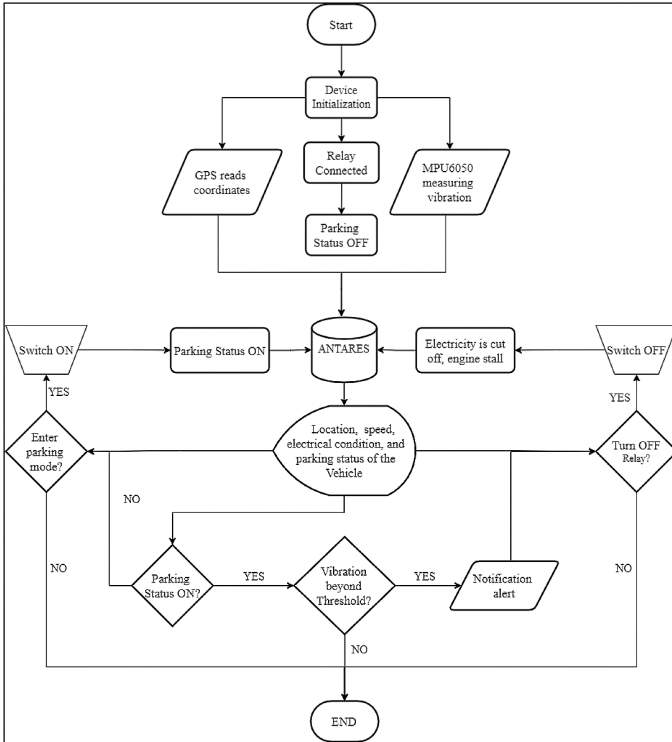 Start
Device
Initialization
GPS reads
coordinates
Relay
Connected
MPU6050
measuring
vibration
Parking
Status OFF
Switch ON
Parking Status ON
ANTARES
Electricity is cut
off, engine stall
Switch OFF
YES
YES
Enter
parking
mode?
Location, speed,
electrical condition, and
parking status of the
Vehicle
Turn OFF
Relay?
NO
NO
Parking
Status ON?
YES
Vibration
beyond
Threshold?
YES
Notification
alert
NO
NO
END